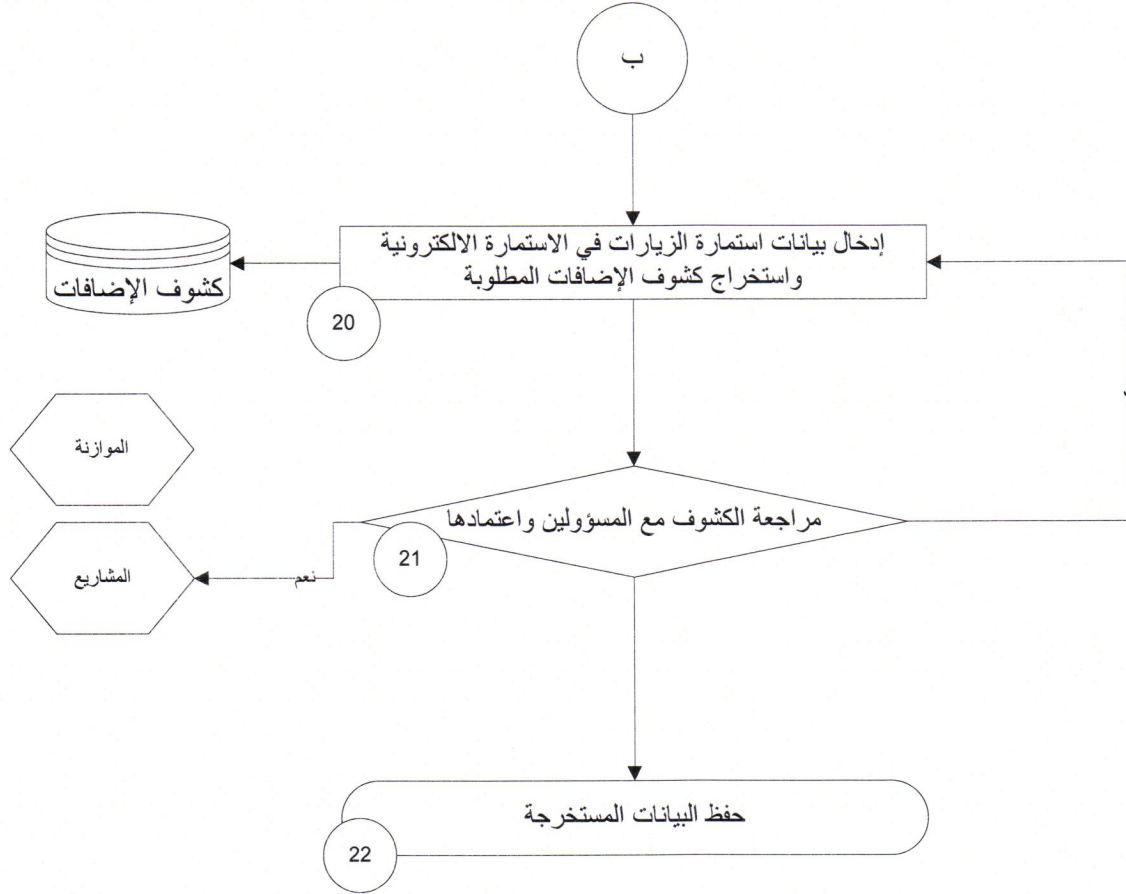 ب
إدخال بيانات استمارة الزيارات في الاستمارة الالكترونية
واستخراج كشوف الإضافات المطلوبة
20
كشوف الإضافات
الموازنة
مراجعة الكشوف مع المسؤولين واعتمادها
21
نعم
المشاريع
حفظ البيانات المستخرجة
22